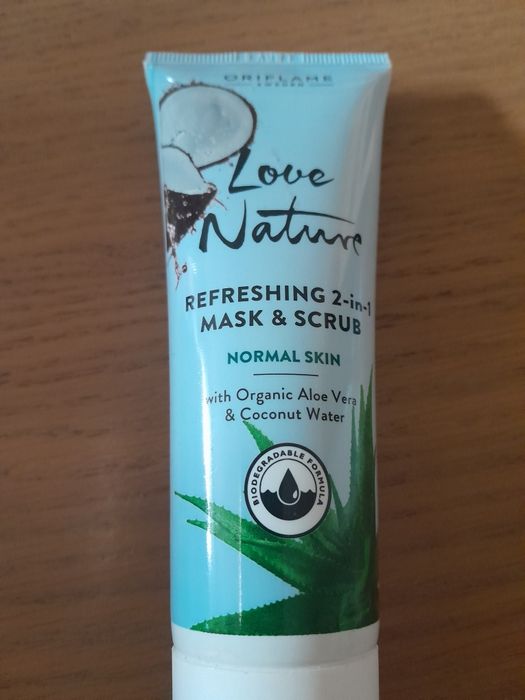 ORIFLAME
SWEDEN
Love
Nature
REFRESHING 2-in-1
MASK & SCRUB
NORMAL SKIN
with Organic Aloe Vera
& Coconut Water
BIODEGRADABLE FORMULA